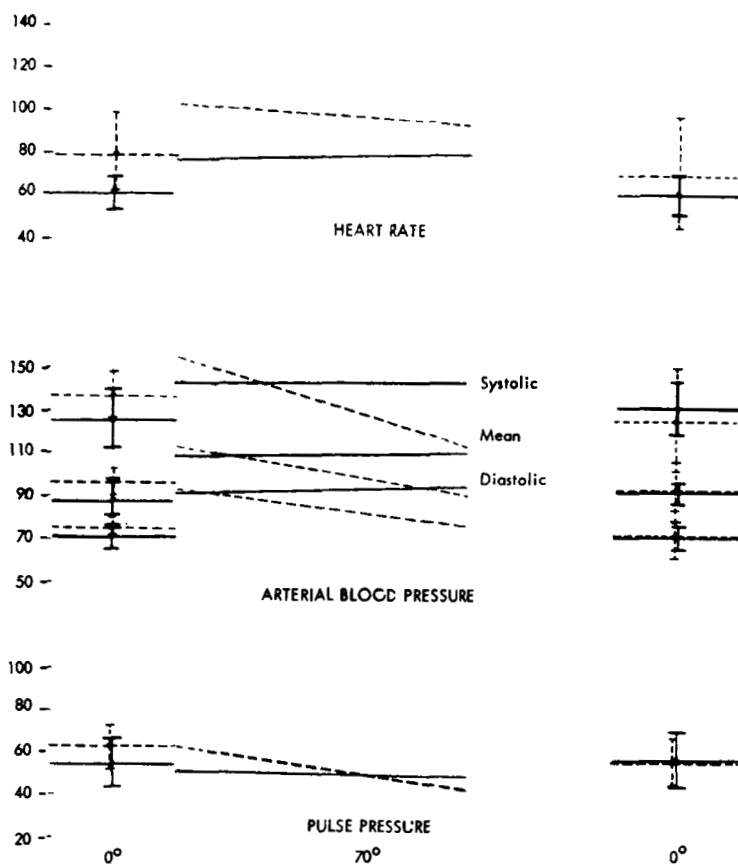 140 -
120 -
100 -
80 -
60 -
40 -
HEART RATE
150 -
130 -
110 -
90 -
70 -
50 -
Systolic
Mean
Diastolic
ARTERIAL BLOOD PRESSURE
100 -
80 -
60 -
40 -
20 -
PULSE PRESSURE
0° 70° 0°